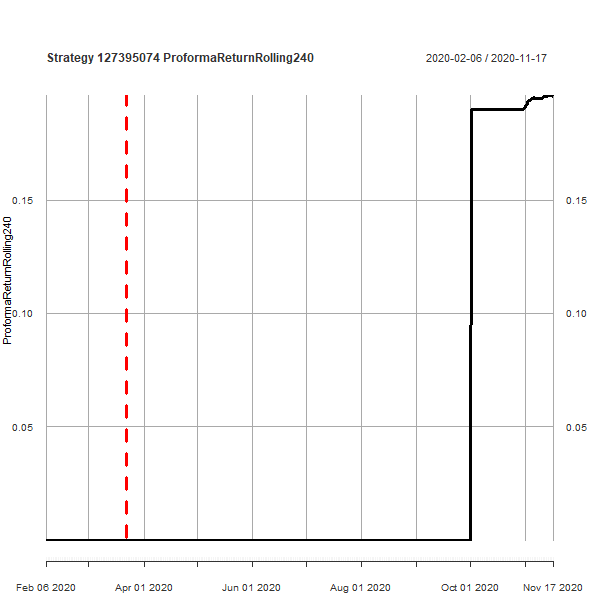 Strategy 127395074 ProformaReturnRolling240
2020-02-06 / 2020-11-17
ProformaReturnRolling240
0.15
0.10
0.05
0.15
0.10
0.05
Feb 06 2020
Apr 01 2020
Jun 01 2020
Aug 01 2020
Oct 01 2020
Nov 17 2020